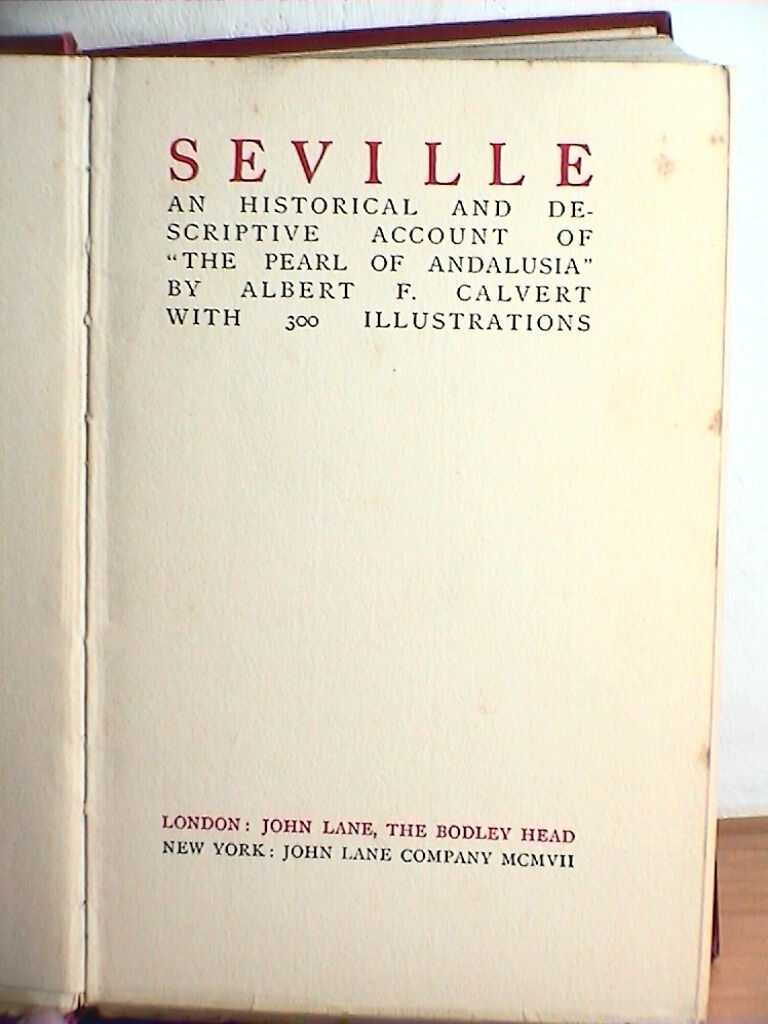 SEVILLE
AN HISTORICAL AND DE-
SCRIPTIVE ACCOUNT OF
“THE PEARL OF ANDALUSIA”
BY ALBERT F. CALVERT
WITH 300 ILLUSTRATIONS
LONDON: JOHN LANE, THE BODLEY HEAD
NEW YORK: JOHN LANE COMPANY MCMVII